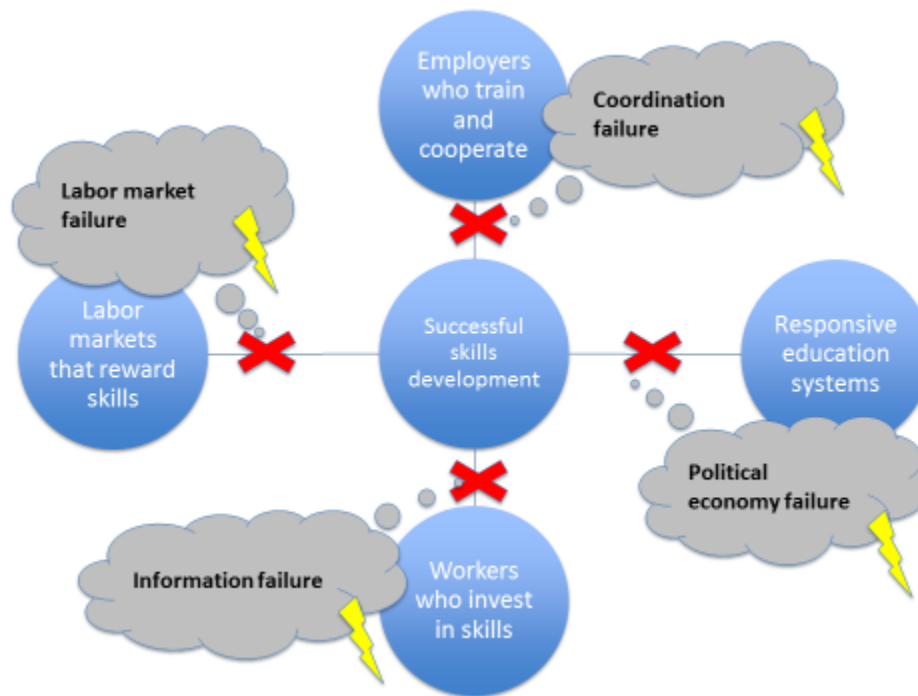 Employers
who train
and
cooperate
Coordination
failure
Labor market
failure
Labor
markets
that reward
skills
Successful
skills
development
Responsive
education
systems
Political
economy failure
Information failure
Workers
who invest
in skills